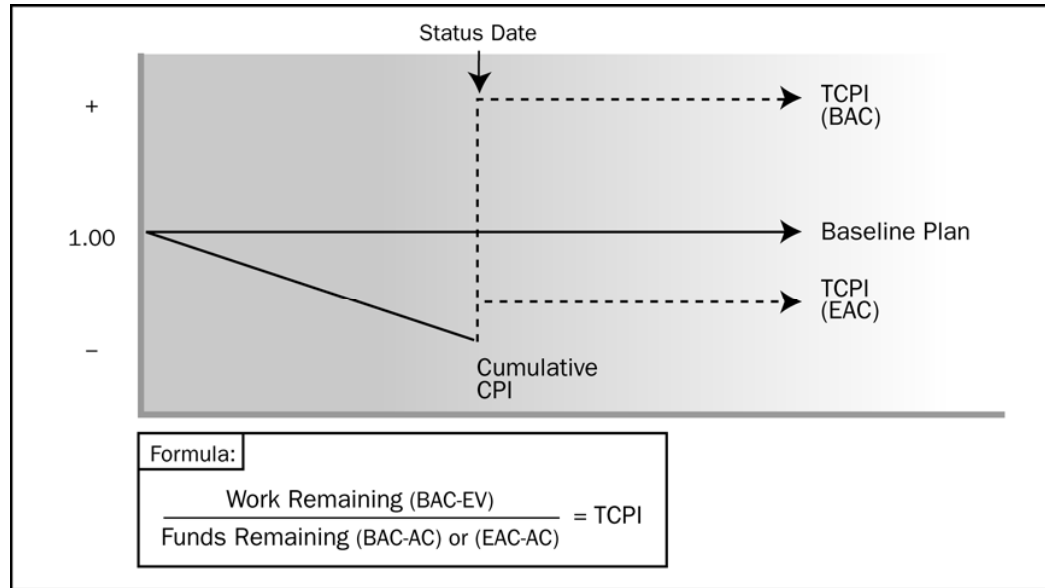 Status Date
+
TCPI
(BAC)
1.00
Baseline Plan
TCPI
(EAC)
–
Cumulative
CPI
Formula:
Work Remaining (BAC-EV)
Funds Remaining (BAC-AC) or (EAC-AC)
= TCPI